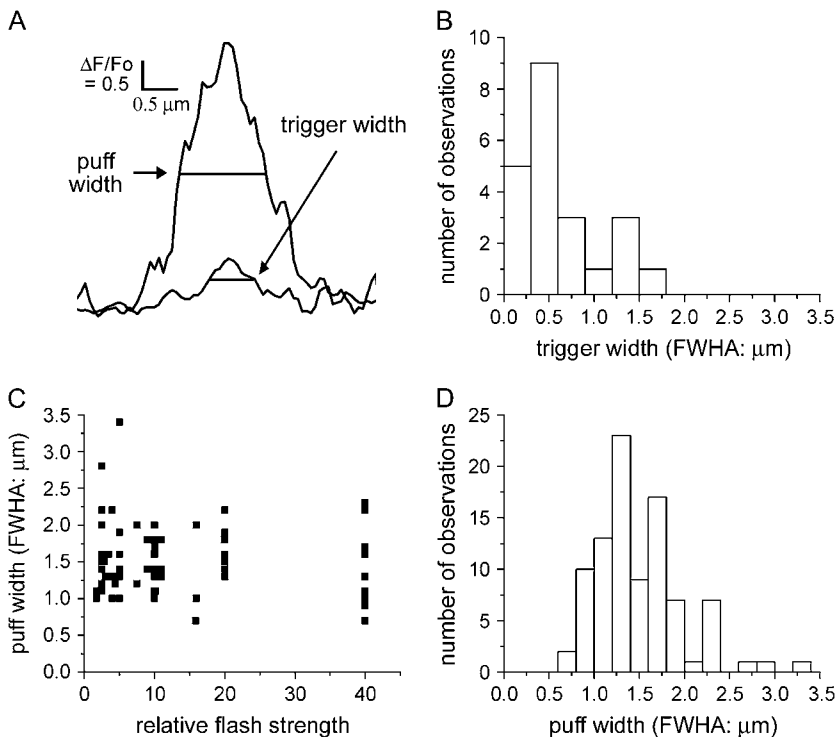 A
ΔF/Fo
= 0.5
0.5 μm
trigger width
puff
width
B
number of observations
10
8
6
4
2
0
0.0 0.5 1.0 1.5 2.0 2.5 3.0 3.5
trigger width (FWHA: μm)
C
puff width (FWHA: μm)
3.5
3.0
2.5
2.0
1.5
1.0
0.5
0.0
0 10 20 30 40
relative flash strength
D
number of observations
25
20
15
10
5
0
0.0 0.5 1.0 1.5 2.0 2.5 3.0 3.5
puff width (FWHA: μm)